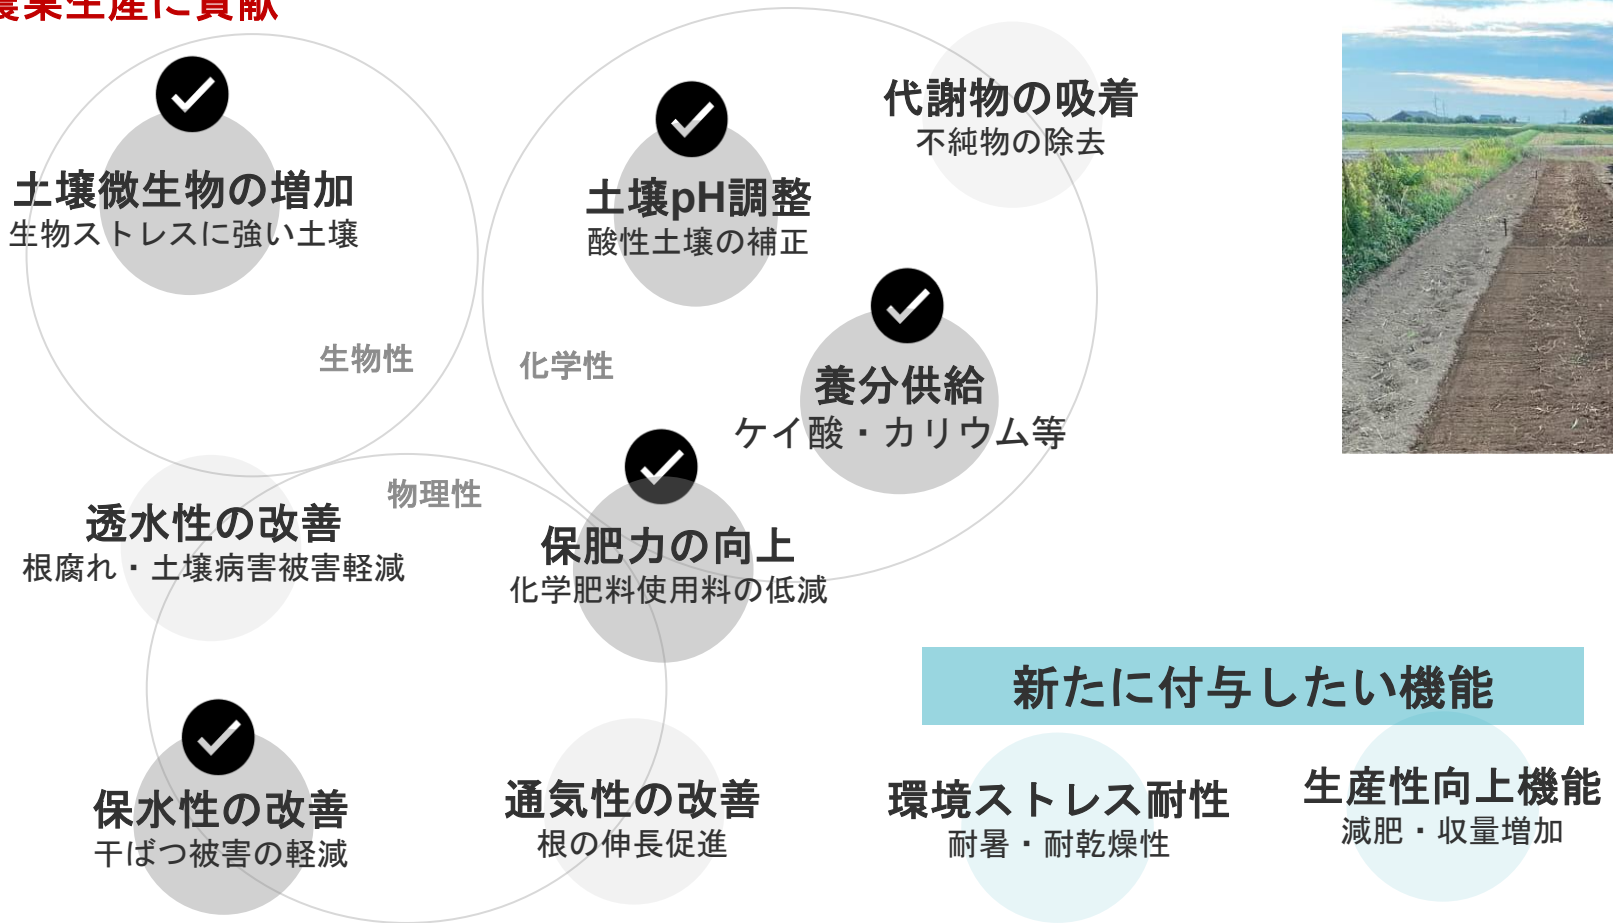 農業生産に貢献
土壌微生物の増加
生物ストレスに強い土壌
土壌pH調整
酸性土壌の補正
代謝物の吸着
不純物の除去
生物性
化学性
養分供給
ケイ酸・カリウム等
物理性
透水性の改善
根腐れ・土壌病害被害軽減
保肥力の向上
化学肥料使用料の低減
新たに付与したい機能
保水性の改善
干ばつ被害の軽減
通気性の改善
根の伸長促進
環境ストレス耐性
耐暑・耐乾燥性
生産性向上機能
減肥・収量増加